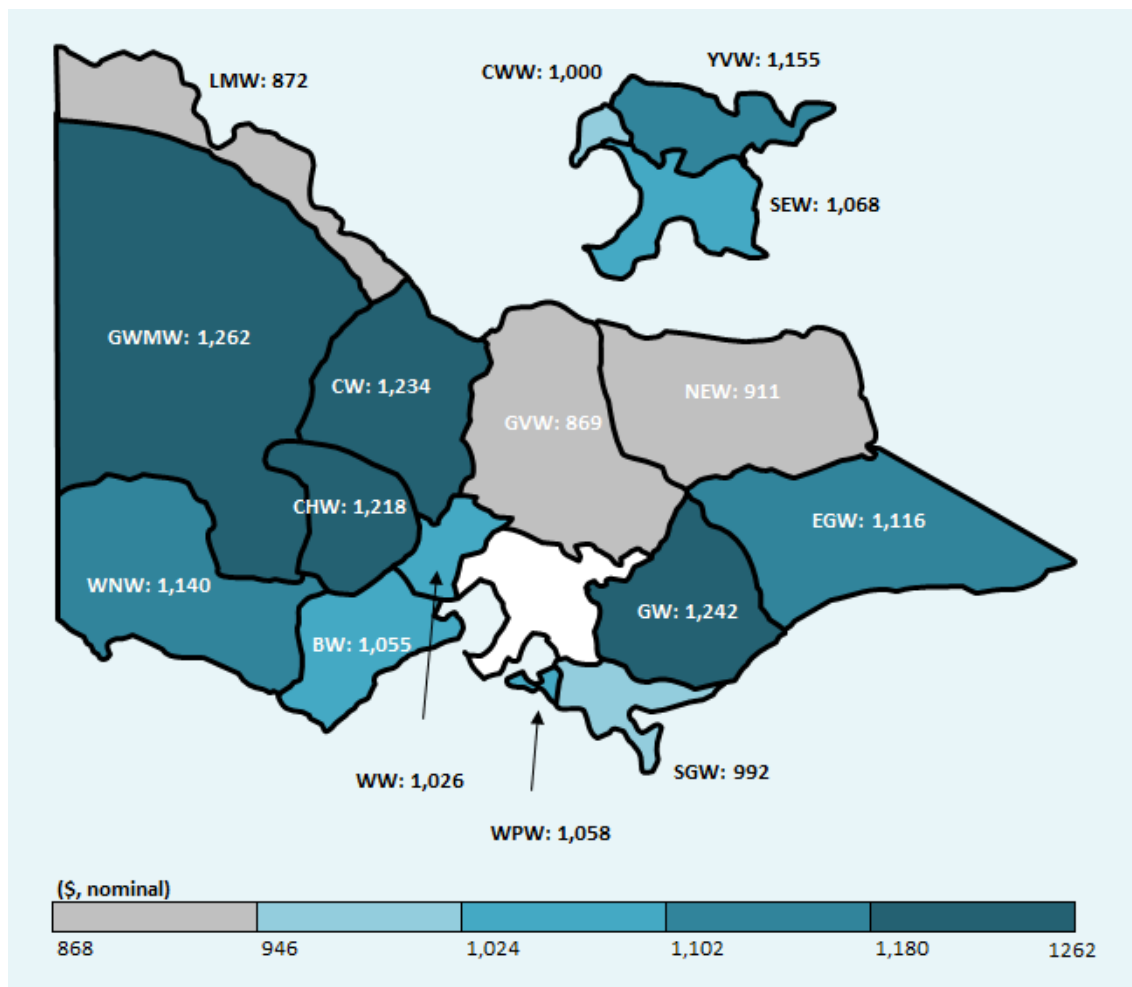 LMW: 872
CWW: 1,000
YVW: 1,155
SEW: 1,068
GWMW: 1,262
CW: 1,234
GVW: 869
NEW: 911
CHW: 1,218
EGW: 1,116
WNW: 1,140
GW: 1,242
BW: 1,055
WW: 1,026
SGW: 992
WPW: 1,058
($, nominal)
868 946 1,024 1,102 1,180 1262